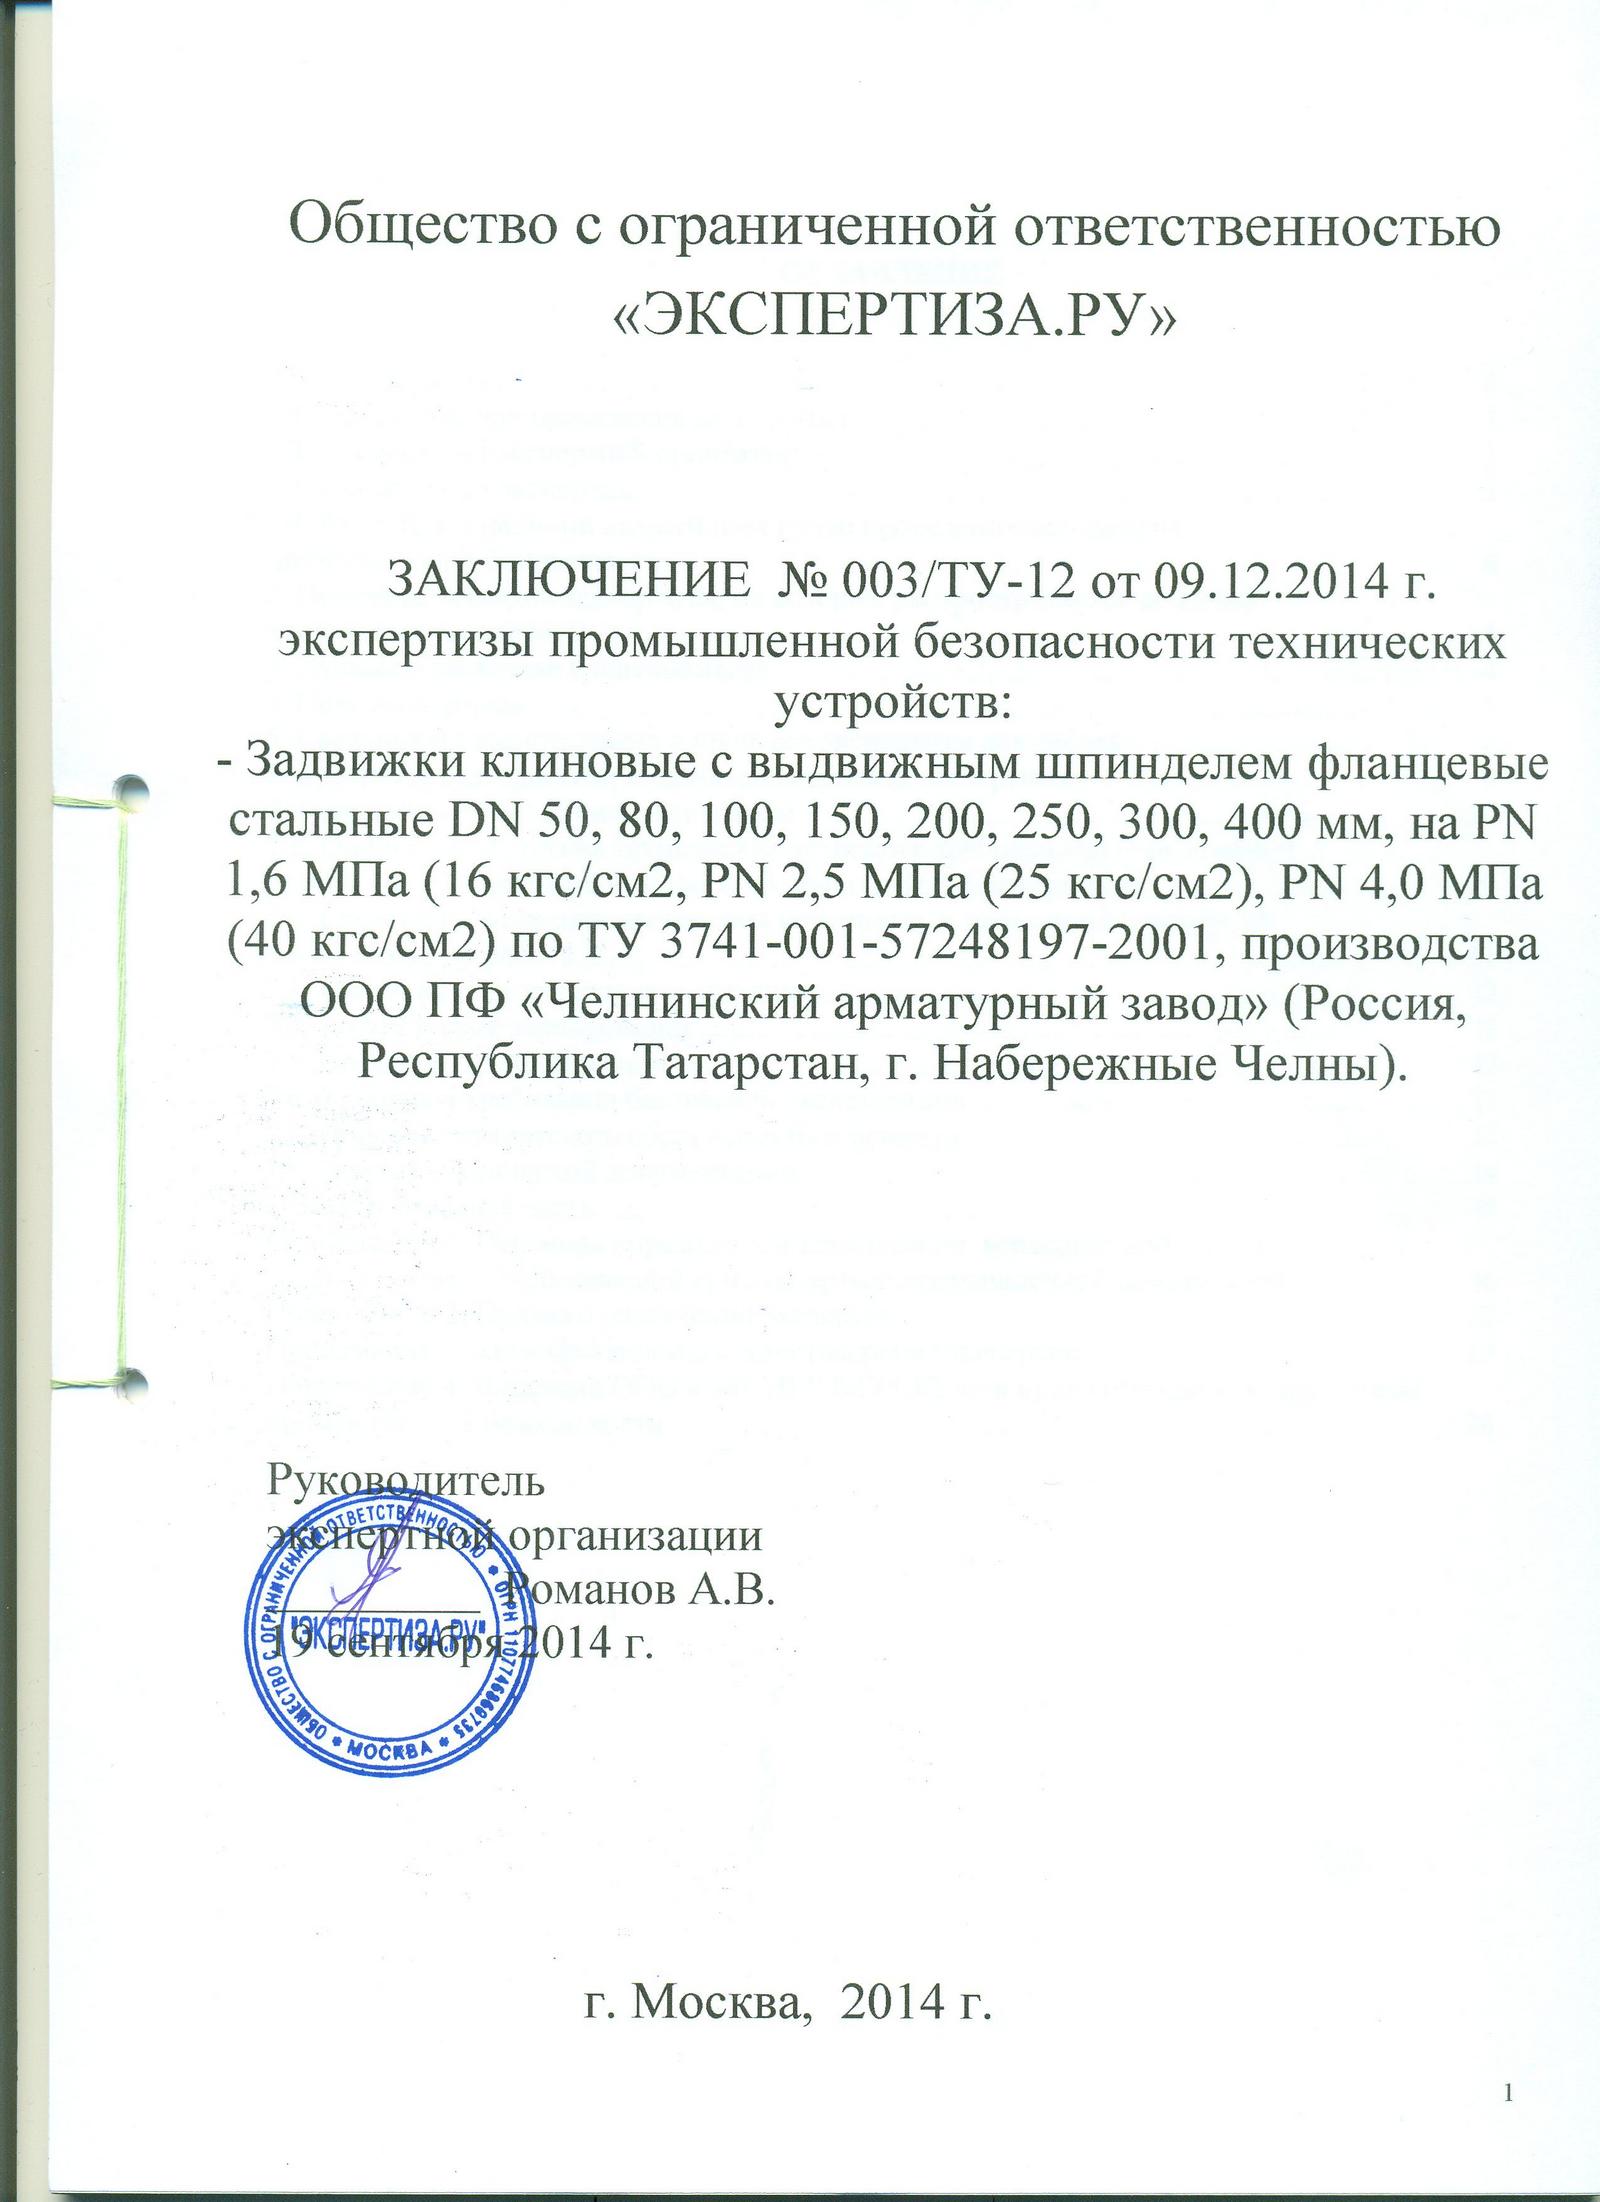 Общество с ограниченной ответственностью
«ЭКСПЕРТИЗА.РУ»
ЗАКЛЮЧЕНИЕ № 003/ТУ-12 от 09.12.2014 г.
экспертизы промышленной безопасности технических
устройств:
- Задвижки клиновые с выдвижным шпинделем фланцевые
стальные DN 50, 80, 100, 150, 200, 250, 300, 400 мм, на PN
1,6 МПа (16 кгс/см2, PN 2,5 МПа (25 кгс/см2), PN 4,0 МПа
(40 кгс/см2) по ТУ 3741-001-57248197-2001, производства
ООО ПФ «Челнинский арматурный завод» (Россия,
Республика Татарстан, г. Набережные Челны).
Руководитель
экспертной организации
Романов А.В.
19 сентября 2014 г.
ОБЩЕСТВО С ОГРАНИЧЕННОЙ ОТВЕТСТВЕННОСТЬЮ * ОГРН 1107746860735 * МОСКВА *
"ЭКСПЕРТИЗА.РУ"
г. Москва, 2014 г.
1